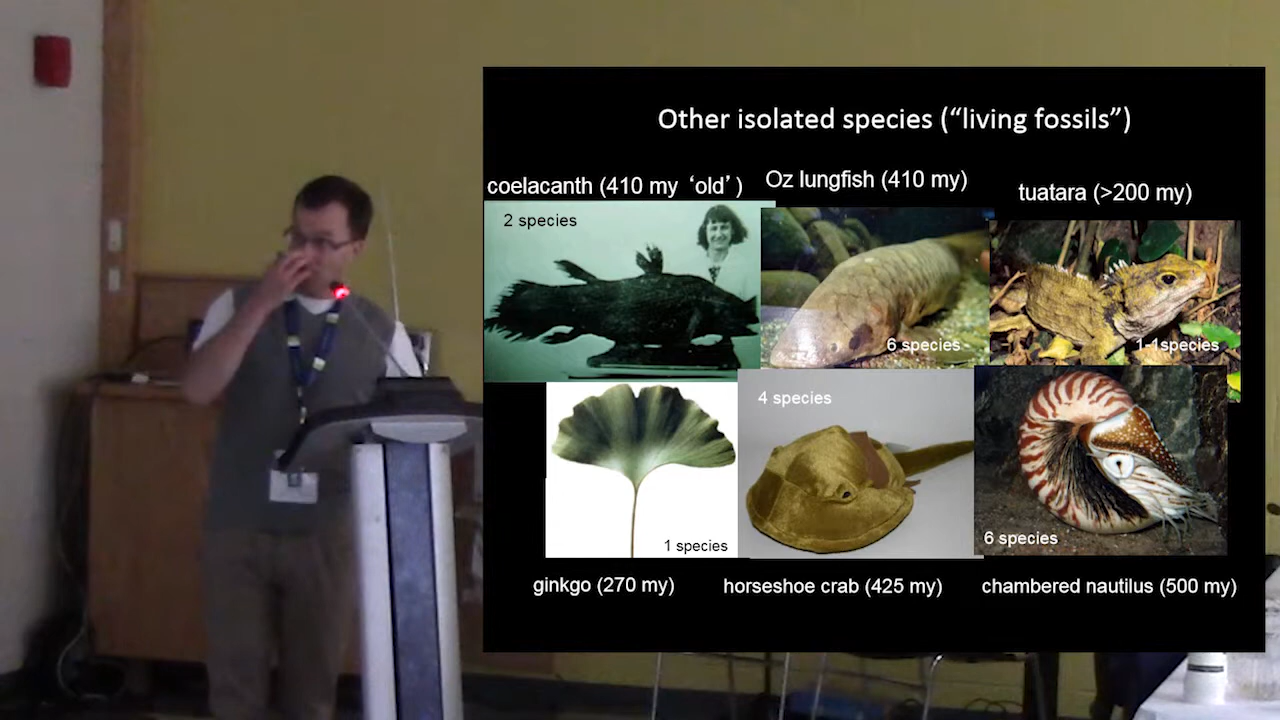 Other isolated species (“living fossils”)
coelacanth (410 my ‘old’ )
Oz lungfish (410 my)
tuatara (>200 my)
2 species
6 species
1-1species
4 species
1 species
6 species
ginkgo (270 my)
horseshoe crab (425 my)
chambered nautilus (500 my)